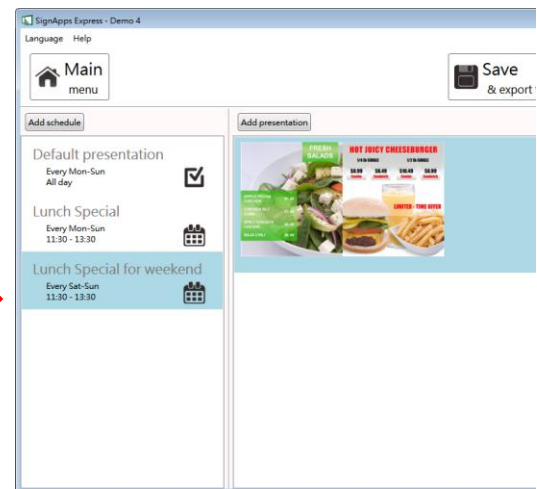 SignApps Express - Demo 4
Language Help
Main
menu
Save
& export
Add schedule
Add presentation
Default presentation
Every Mon-Sun
All day
Lunch Special
Every Mon-Sun
11:30 - 13:30
Lunch Special for weekend
Every Sat-Sun
11:30 - 13:30
FRESH
SALADS
HOT JUICY CHEESEBURGER
LIMITED - TIME OFFER